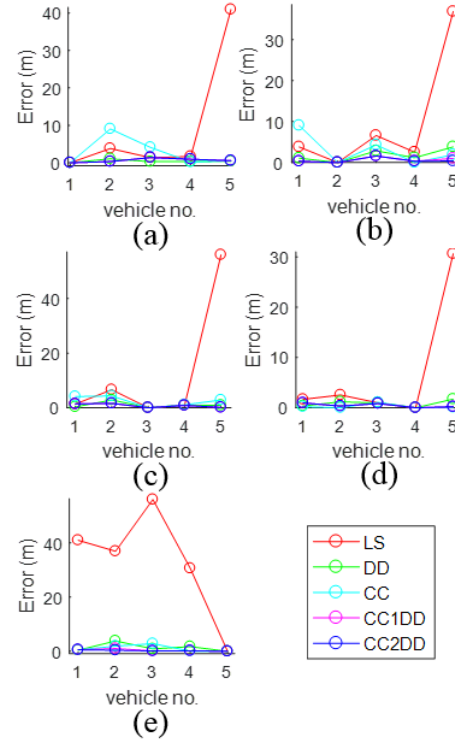 Error (m)
40
30
20
10
0
1 2 3 4 5
vehicle no.
(a)
Error (m)
30
20
10
0
1 2 3 4 5
vehicle no.
(b)
Error (m)
40
20
0
1 2 3 4 5
vehicle no.
(c)
Error (m)
30
20
10
0
1 2 3 4 5
vehicle no.
(d)
Error (m)
40
20
0
1 2 3 4 5
vehicle no.
(e)
LS
DD
CC
CC1DD
CC2DD